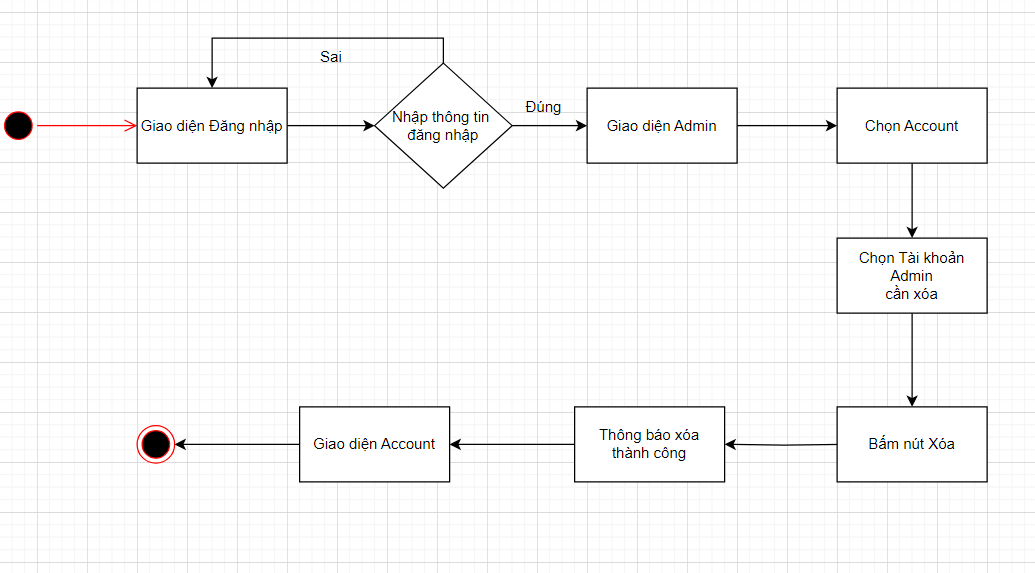 Sai
Giao diện Đăng nhập
Nhập thông tin
đăng nhập
Đúng
Giao diện Admin
Chọn Account
Chọn Tài khoản
Admin
cần xóa
Bấm nút Xóa
Thông báo xóa
thành công
Giao diện Account